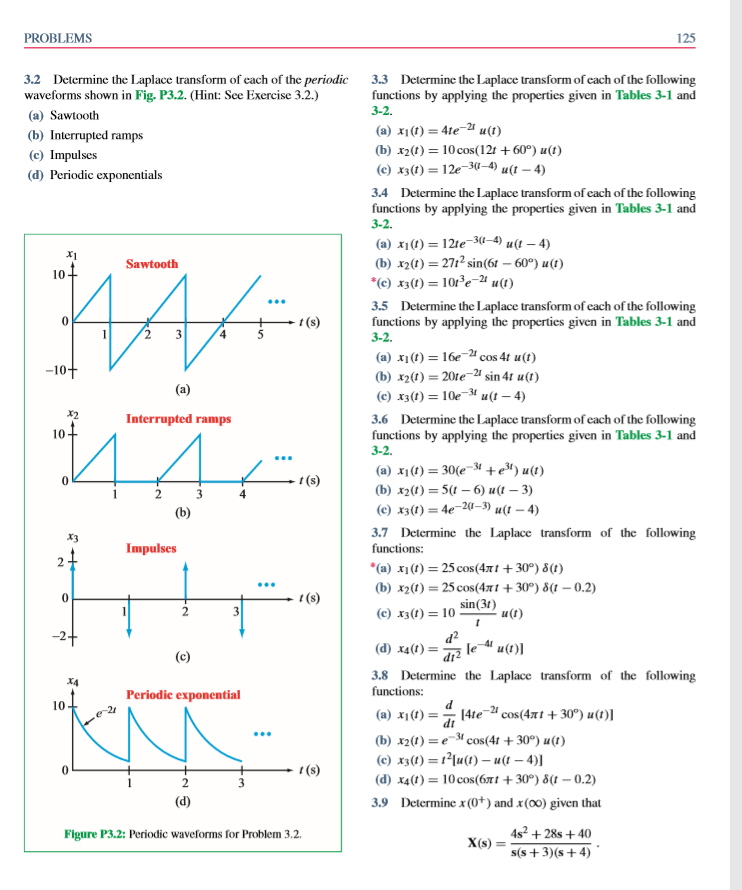 PROBLEMS 125
3.2 Determine the Laplace transform of each of the periodic
waveforms shown in Fig. P3.2. (Hint: See Exercise 3.2.)
(a) Sawtooth
(b) Interrupted ramps
(c) Impulses
(d) Periodic exponentials
x₁
Sawtooth
10
0
−10
1 2 3 4 5
t (s)
(a)
x₂
Interrupted ramps
10
0
1 2 3 4
t (s)
(b)
x₃
Impulses
2
0
−2
1 2 3
t (s)
(c)
x₄
Periodic exponential
10
e⁻²ᵗ
0
1 2 3
t (s)
(d)
Figure P3.2: Periodic waveforms for Problem 3.2.
3.3 Determine the Laplace transform of each of the following
functions by applying the properties given in Tables 3-1 and
3-2.
(a) x₁(t) = 4te^{−2t} u(t)
(b) x₂(t) = 10 cos(12t + 60°) u(t)
(c) x₃(t) = 12e^{−3(t−4)} u(t − 4)
3.4 Determine the Laplace transform of each of the following
functions by applying the properties given in Tables 3-1 and
3-2.
(a) x₁(t) = 12te^{−3(t−4)} u(t − 4)
(b) x₂(t) = 27t² sin(6t − 60°) u(t)
*(c) x₃(t) = 10t³e^{−2t} u(t)
3.5 Determine the Laplace transform of each of the following
functions by applying the properties given in Tables 3-1 and
3-2.
(a) x₁(t) = 16e^{−2t} cos 4t u(t)
(b) x₂(t) = 20te^{−2t} sin 4t u(t)
(c) x₃(t) = 10e^{−3t} u(t − 4)
3.6 Determine the Laplace transform of each of the following
functions by applying the properties given in Tables 3-1 and
3-2.
(a) x₁(t) = 30(e^{−3t} + e^{3t}) u(t)
(b) x₂(t) = 5(t − 6) u(t − 3)
(c) x₃(t) = 4e^{−2(t−3)} u(t − 4)
3.7 Determine the Laplace transform of the following
functions:
*(a) x₁(t) = 25 cos(4πt + 30°) δ(t)
(b) x₂(t) = 25 cos(4πt + 30°) δ(t − 0.2)
(c) x₃(t) = 10 sin(3t)/t u(t)
(d) x₄(t) = d²/dt² [e^{−4t} u(t)]
3.8 Determine the Laplace transform of the following
functions:
(a) x₁(t) = d/dt [4te^{−2t} cos(4πt + 30°) u(t)]
(b) x₂(t) = e^{−3t} cos(4t + 30°) u(t)
(c) x₃(t) = t²[u(t) − u(t − 4)]
(d) x₄(t) = 10 cos(6πt + 30°) δ(t − 0.2)
3.9 Determine x(0⁺) and x(∞) given that
X(s) = (4s² + 28s + 40)/(s(s + 3)(s + 4)) .